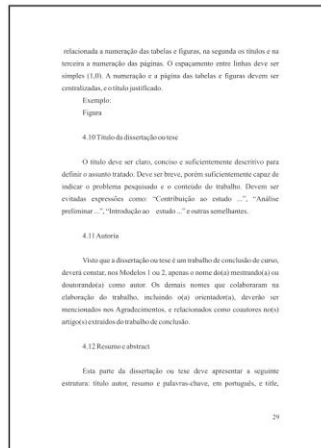 relacionada a numeração das tabelas e figuras, na segunda os títulos e na
terceira a numeração das páginas. O espaçamento entre linhas deve ser
simples (1,0). A numeração e a página das tabelas e figuras devem ser
centralizadas, e o título justificado.
Exemplo:
Figura
4.10 Título da dissertação ou tese
O título deve ser claro, conciso e suficientemente descritivo para
definir o assunto tratado. Deve ser breve, porém suficientemente capaz de
indicar o problema pesquisado e o conteúdo do trabalho. Devem ser
evitadas expressões como: “Contribuição ao estudo ...”, “Análise
preliminar ...”, “Introdução ao estudo ...” e outras semelhantes.
4.11 Autoria
Visto que a dissertação ou tese é um trabalho de conclusão de curso,
deverá constar, nos Modelos 1 ou 2, apenas o nome do(a) mestrando(a) ou
doutorando(a) como autor. Os demais nomes que colaboraram na
elaboração do trabalho, incluindo o(a) orientador(a), deverão ser
mencionados nos Agradecimentos, e relacionados como coautores no(s)
artigo(s) extraídos do trabalho de conclusão.
4.12 Resumo e abstract
Esta parte da dissertação ou tese deve apresentar a seguinte
estrutura: título autor, resumo e palavras-chave, em português, e title,
29